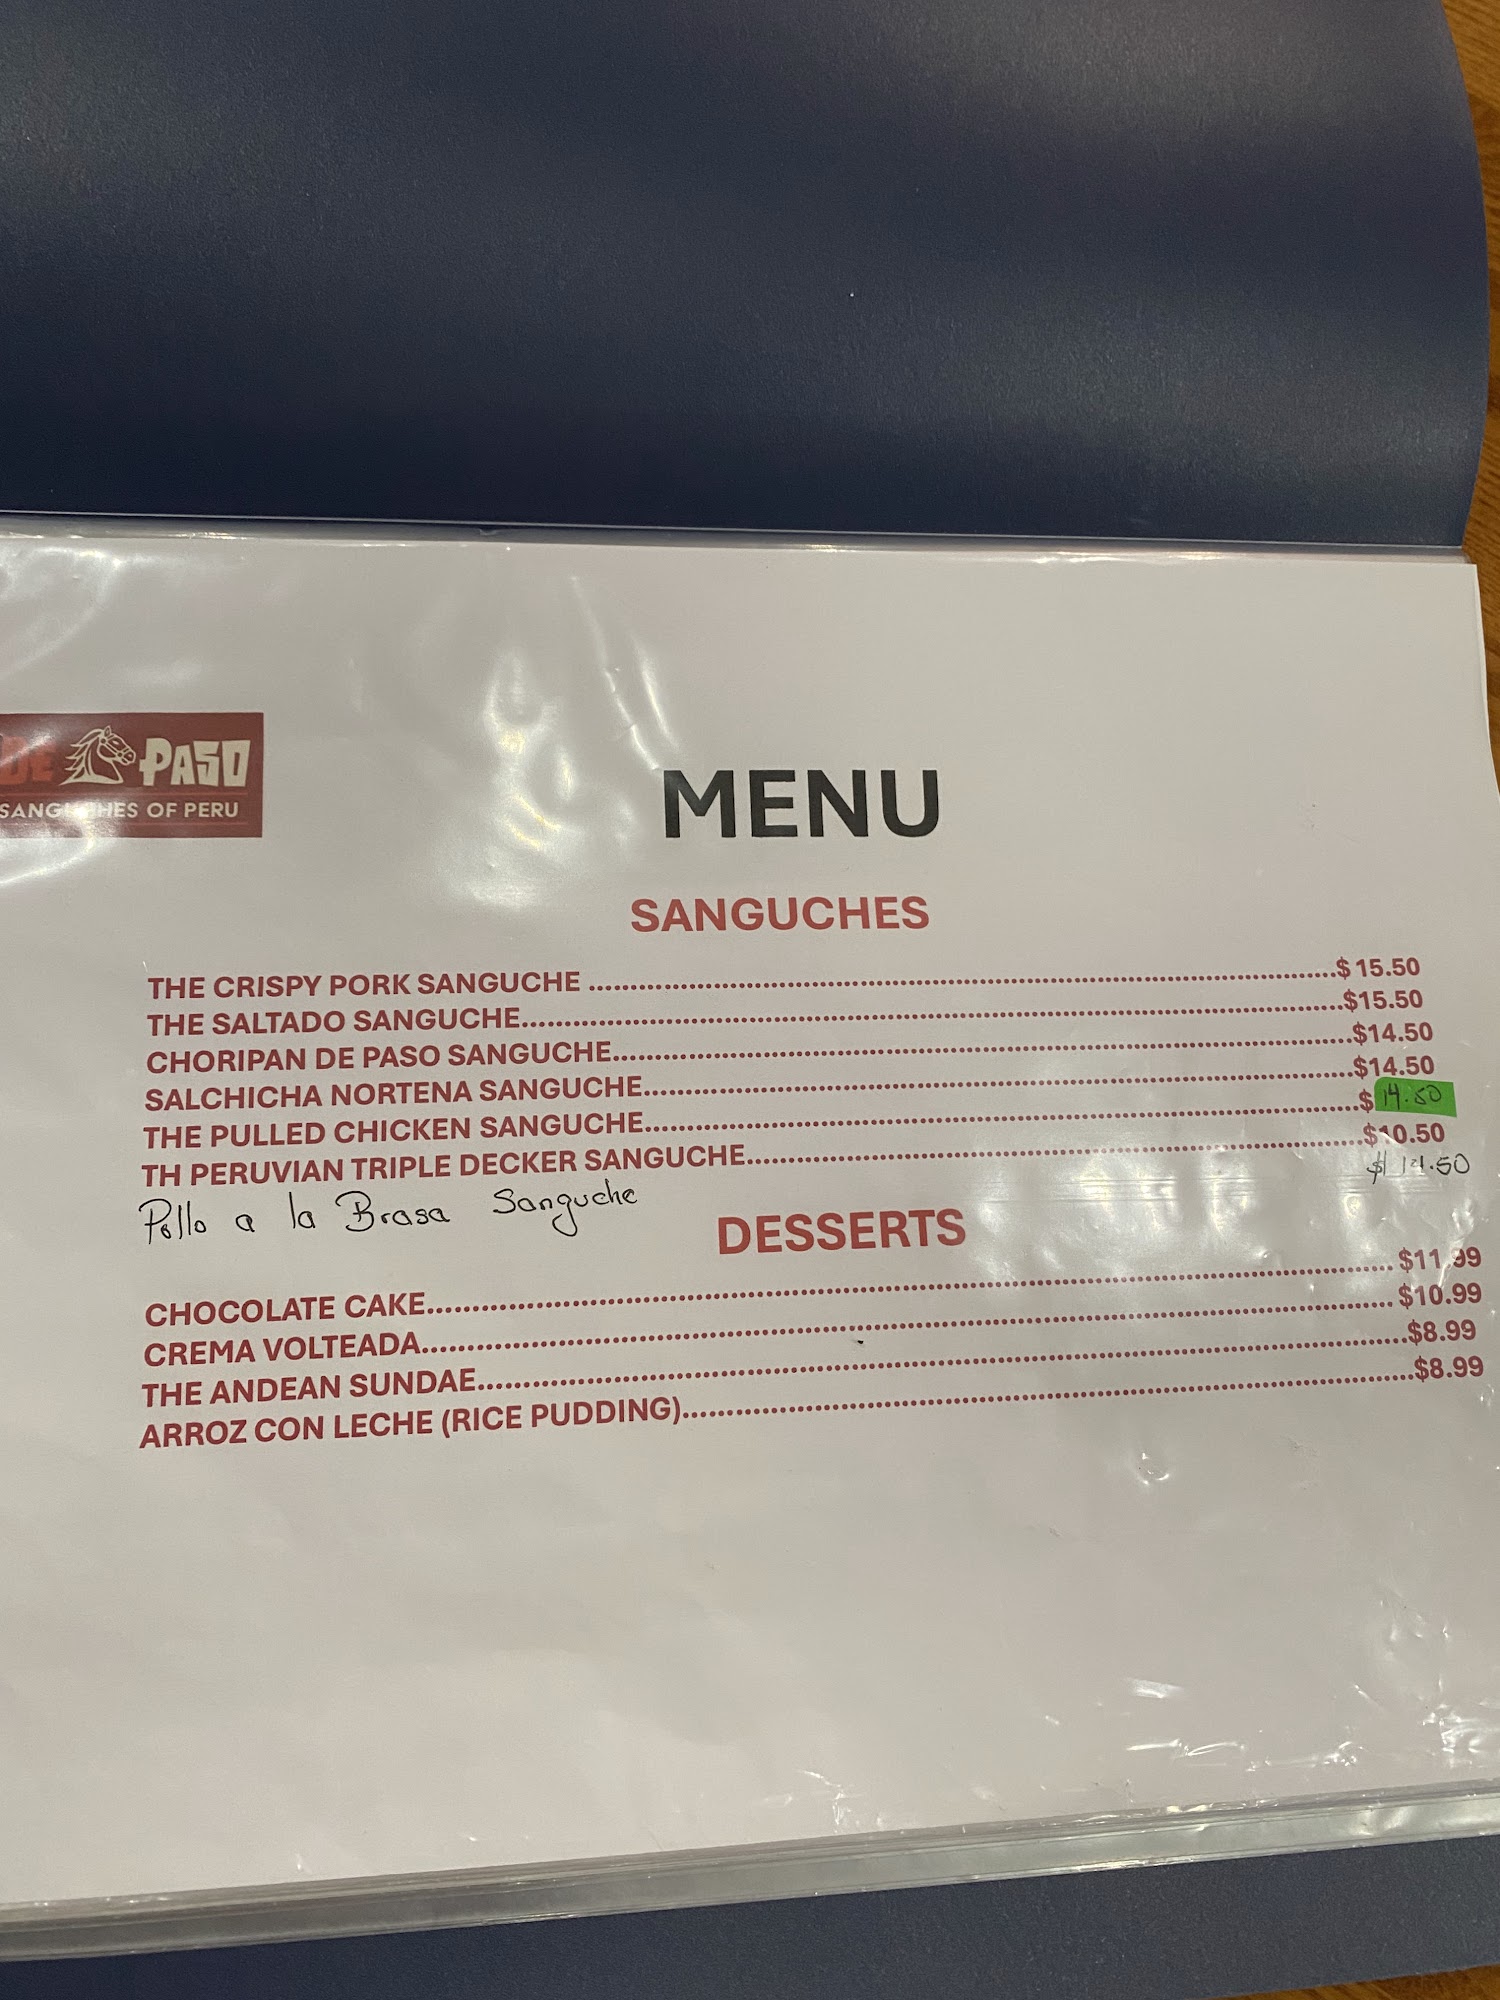 DE PASO
SANGUCHES OF PERU
MENU
SANGUCHES
THE CRISPY PORK SANGUCHE ........ $ 15.50
THE SALTADO SANGUCHE........ $15.50
CHORIPAN DE PASO SANGUCHE........ $14.50
SALCHICHA NORTENA SANGUCHE........ $14.50
THE PULLED CHICKEN SANGUCHE........ $ 14.50
TH PERUVIAN TRIPLE DECKER SANGUCHE........ $10.50
Pollo a la Brasa Sanguche $ 14.50
DESSERTS
CHOCOLATE CAKE........ $11.99
CREMA VOLTEADA........ $10.99
THE ANDEAN SUNDAE........ $8.99
ARROZ CON LECHE (RICE PUDDING)........ $8.99